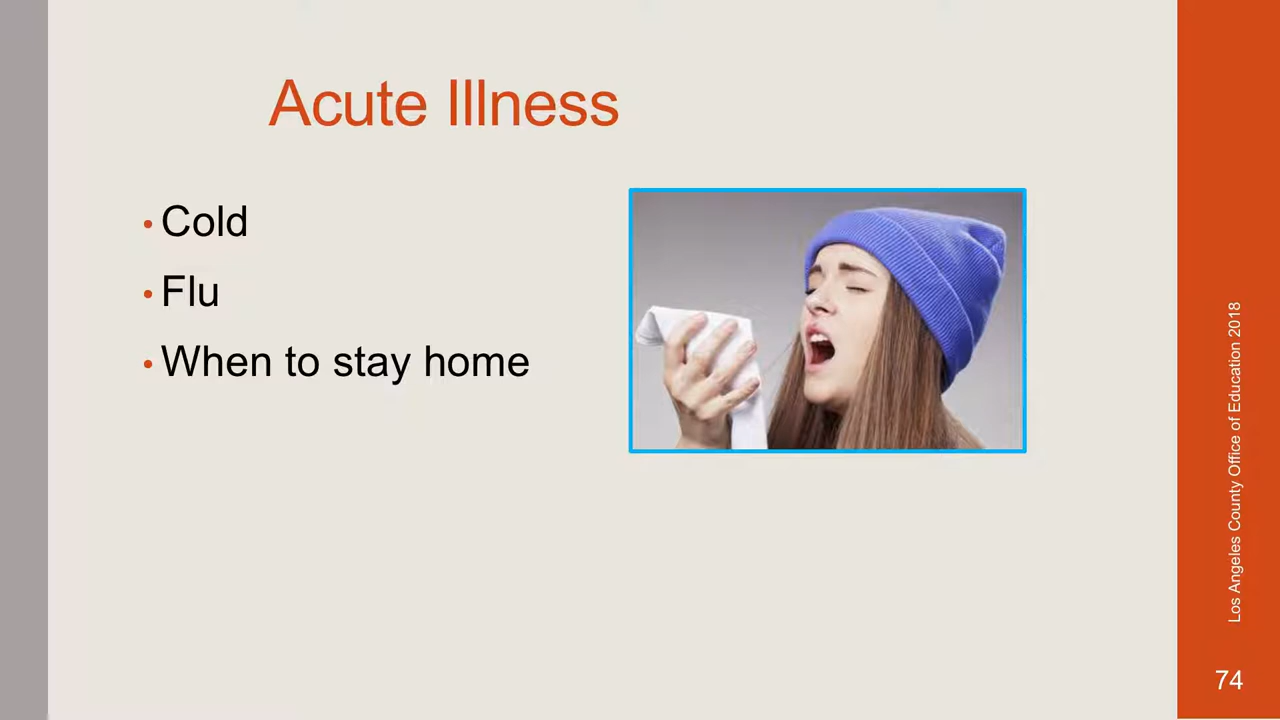 Acute Illness
• Cold
• Flu
• When to stay home
Los Angeles County Office of Education 2018
74